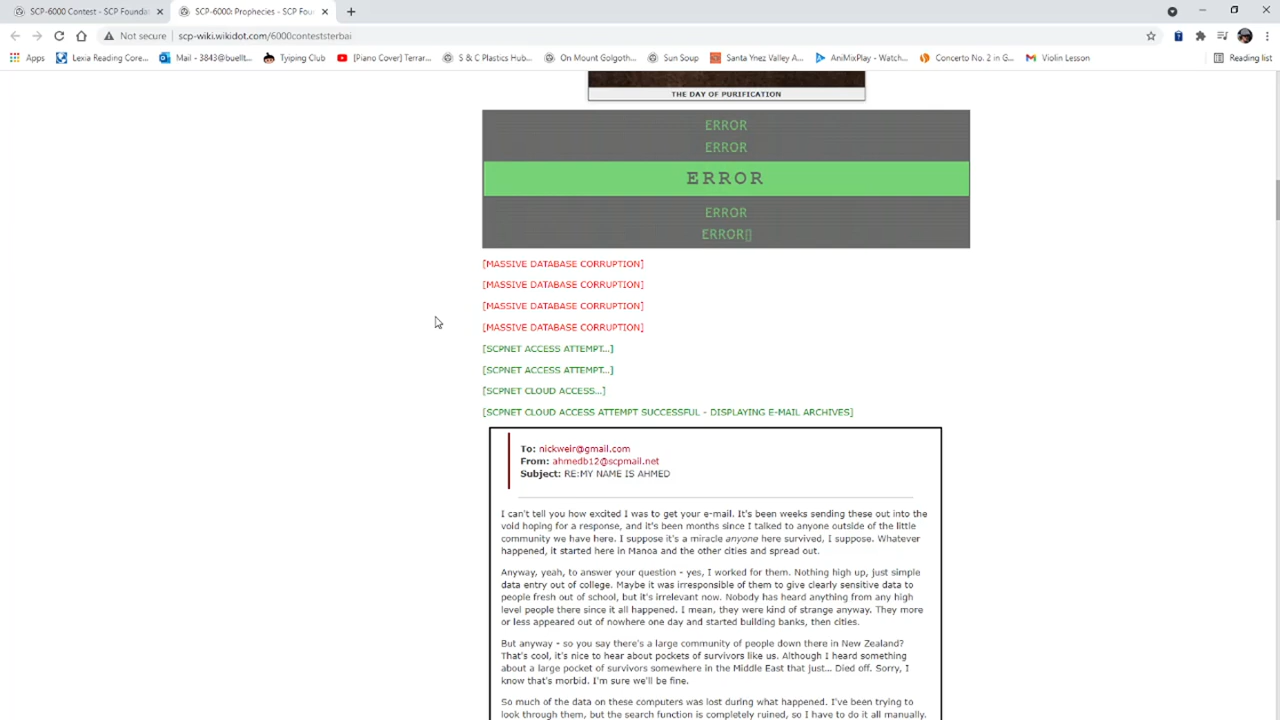 SCP-6000 Contest - SCP Founda
SCP-6000: Prophecies - SCP Fou
Not secure
scp-wiki.wikidot.com/6000conteststerbai
Apps
Lexia Reading Core...
Mail - 3843@buellt...
Typing Club
[Piano Cover] Terrar...
S & C Plastics Hub...
On Mount Golgoth...
Sun Soup
Santa Ynez Valley A...
AniMixPlay - Watch...
Concerto No. 2 in G...
Violin Lesson
Reading list
THE DAY OF PURIFICATION
ERROR
ERROR
ERROR
ERROR
ERROR▯
[MASSIVE DATABASE CORRUPTION]
[MASSIVE DATABASE CORRUPTION]
[MASSIVE DATABASE CORRUPTION]
[MASSIVE DATABASE CORRUPTION]
[SCPNET ACCESS ATTEMPT...]
[SCPNET ACCESS ATTEMPT...]
[SCPNET CLOUD ACCESS...]
[SCPNET CLOUD ACCESS ATTEMPT SUCCESSFUL - DISPLAYING E-MAIL ARCHIVES]
To: nickweir@gmail.com
From: ahmedb12@scpmail.net
Subject: RE:MY NAME IS AHMED
I can't tell you how excited I was to get your e-mail. It's been weeks sending these out into the
void hoping for a response, and it's been months since I talked to anyone outside of the little
community we have here. I suppose it's a miracle anyone here survived, I suppose. Whatever
happened, it started here in Manoa and the other cities and spread out.
Anyway, yeah, to answer your question - yes, I worked for them. Nothing high up, just simple
data entry out of college. Maybe it was irresponsible of them to give clearly sensitive data to
people fresh out of school, but it's irrelevant now. Nobody has heard anything from any high
level people there since it all happened. I mean, they were kind of strange anyway. They more
or less appeared out of nowhere one day and started building banks, then cities.
But anyway - so you say there's a large community of people down there in New Zealand?
That's cool, it's nice to hear about pockets of survivors like us. Although I heard something
about a large pocket of survivors somewhere in the Middle East that just... Died off. Sorry, I
know that's morbid. I'm sure we'll be fine.
So much of the data on these computers was lost during what happened. I've been trying to
look through them, but the search function is completely ruined, so I have to do it all manually.